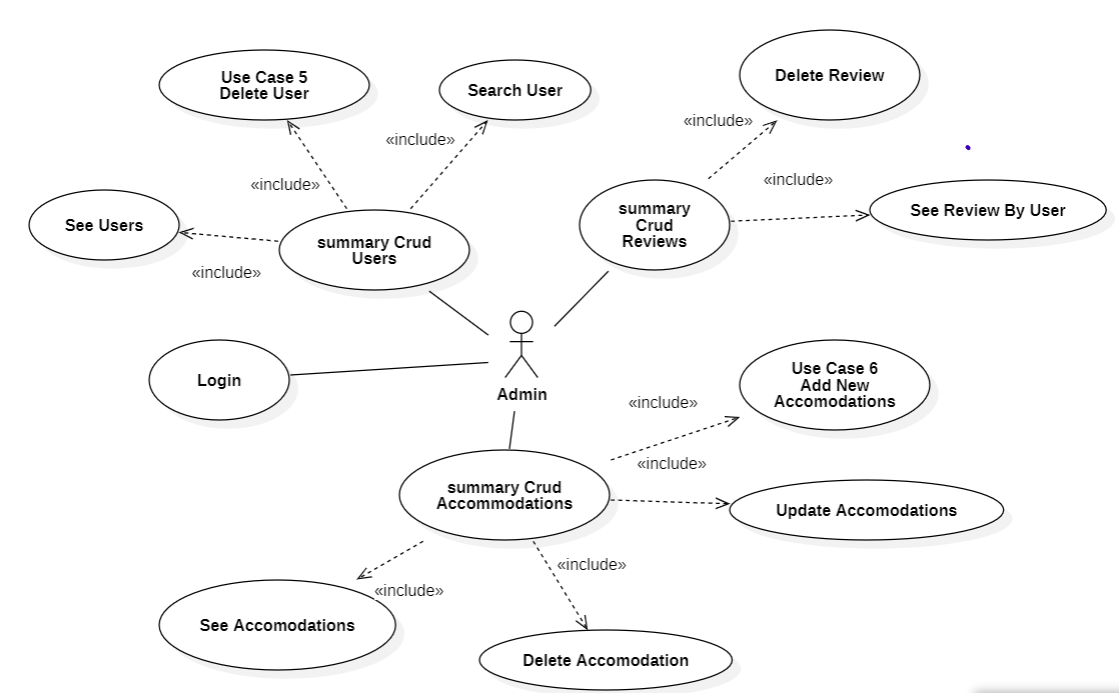 Use Case 5
Delete User
Search User
Delete Review
«include»
«include»
«include»
«include»
See Users
summary Crud
Users
«include»
summary
Crud
Reviews
See Review By User
Login
Admin
Use Case 6
Add New
Accomodations
«include»
«include»
summary Crud
Accommodations
Update Accomodations
«include»
«include»
See Accomodations
Delete Accomodation